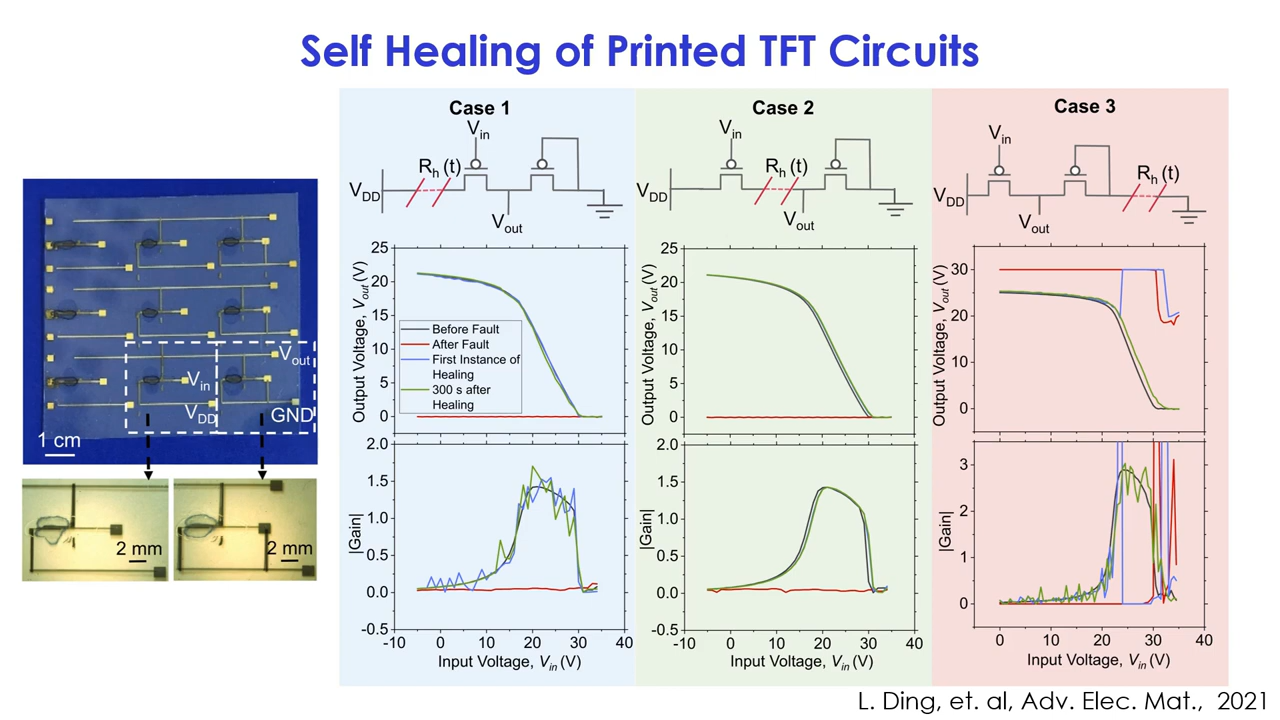 Self Healing of Printed TFT Circuits
Case 1
Vin
Rh (t)
VDD
Vout
Case 2
Vin
Rh (t)
VDD
Vout
Case 3
Vin
Rh (t)
VDD
Vout
Vout
Vin
VDD
GND
1 cm
2 mm
2 mm
Output Voltage, Vout (V)
25
20
15
10
5
0
Before Fault
After Fault
First Instance of
Healing
300 s after
Healing
|Gain|
2.0
1.5
1.0
0.5
0.0
-0.5
-10 0 10 20 30 40
Input Voltage, Vin (V)
Output Voltage, Vout (V)
25
20
15
10
5
0
|Gain|
2.0
1.5
1.0
0.5
0.0
-0.5
-10 0 10 20 30 40
Input Voltage, Vin (V)
Output Voltage, Vout (V)
30
20
10
0
|Gain|
3
2
1
0
0 10 20 30 40
Input Voltage, Vin (V)
L. Ding, et. al, Adv. Elec. Mat., 2021